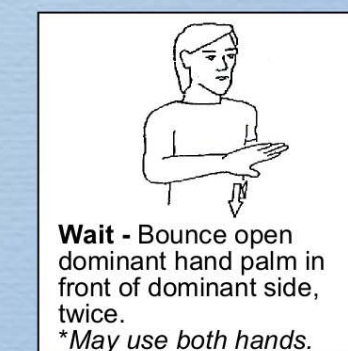 Wait - Bounce open
dominant hand palm in
front of dominant side,
twice.
*May use both hands.